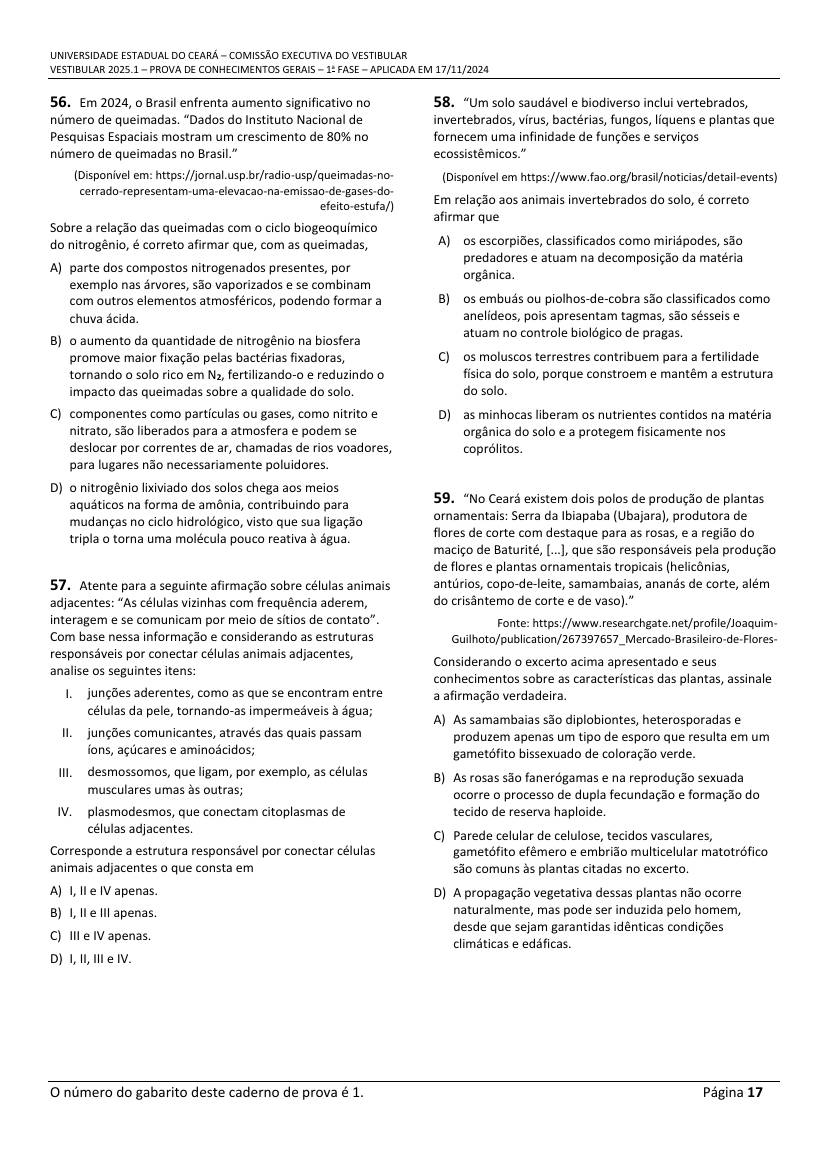 UNIVERSIDADE ESTADUAL DO CEARÁ – COMISSÃO EXECUTIVA DO VESTIBULAR
VESTIBULAR 2025.1 – PROVA DE CONHECIMENTOS GERAIS – 1ª FASE – APLICADA EM 17/11/2024
56. Em 2024, o Brasil enfrenta aumento significativo no
número de queimadas. “Dados do Instituto Nacional de
Pesquisas Espaciais mostram um crescimento de 80% no
número de queimadas no Brasil.”
(Disponível em: https://jornal.usp.br/radio-usp/queimadas-no-
cerrado-representam-uma-elevacao-na-emissao-de-gases-do-
efeito-estufa/)
Sobre a relação das queimadas com o ciclo biogeoquímico
do nitrogênio, é correto afirmar que, com as queimadas,
A) parte dos compostos nitrogenados presentes, por
exemplo nas árvores, são vaporizados e se combinam
com outros elementos atmosféricos, podendo formar a
chuva ácida.
B) o aumento da quantidade de nitrogênio na biosfera
promove maior fixação pelas bactérias fixadoras,
tornando o solo rico em N₂, fertilizando-o e reduzindo o
impacto das queimadas sobre a qualidade do solo.
C) componentes como partículas ou gases, como nitrito e
nitrato, são liberados para a atmosfera e podem se
deslocar por correntes de ar, chamadas de rios voadores,
para lugares não necessariamente poluidores.
D) o nitrogênio lixiviado dos solos chega aos meios
aquáticos na forma de amônia, contribuindo para
mudanças no ciclo hidrológico, visto que sua ligação
tripla o torna uma molécula pouco reativa à água.
57. Atente para a seguinte afirmação sobre células animais
adjacentes: “As células vizinhas com frequência aderem,
interagem e se comunicam por meio de sítios de contato”.
Com base nessa informação e considerando as estruturas
responsáveis por conectar células animais adjacentes,
analise os seguintes itens:
I. junções aderentes, como as que se encontram entre
células da pele, tornando-as impermeáveis à água;
II. junções comunicantes, através das quais passam
íons, açúcares e aminoácidos;
III. desmossomos, que ligam, por exemplo, as células
musculares umas às outras;
IV. plasmodesmos, que conectam citoplasmas de
células adjacentes.
Corresponde a estrutura responsável por conectar células
animais adjacentes o que consta em
A) I, II e IV apenas.
B) I, II e III apenas.
C) III e IV apenas.
D) I, II, III e IV.
58. “Um solo saudável e biodiverso inclui vertebrados,
invertebrados, vírus, bactérias, fungos, líquens e plantas que
fornecem uma infinidade de funções e serviços
ecossistêmicos.”
(Disponível em https://www.fao.org/brasil/noticias/detail-events)
Em relação aos animais invertebrados do solo, é correto
afirmar que
A) os escorpiões, classificados como miriápodes, são
predadores e atuam na decomposição da matéria
orgânica.
B) os embuás ou piolhos-de-cobra são classificados como
anelídeos, pois apresentam tagmas, são sésseis e
atuam no controle biológico de pragas.
C) os moluscos terrestres contribuem para a fertilidade
física do solo, porque constroem e mantêm a estrutura
do solo.
D) as minhocas liberam os nutrientes contidos na matéria
orgânica do solo e a protegem fisicamente nos
coprólitos.
59. “No Ceará existem dois polos de produção de plantas
ornamentais: Serra da Ibiapaba (Ubajara), produtora de
flores de corte com destaque para as rosas, e a região do
maciço de Baturité, [...], que são responsáveis pela produção
de flores e plantas ornamentais tropicais (helicônias,
antúrios, copo-de-leite, samambaias, ananás de corte, além
do crisântemo de corte e de vaso).”
Fonte: https://www.researchgate.net/profile/Joaquim-
Guilhoto/publication/267397657_Mercado-Brasileiro-de-Flores-
Considerando o excerto acima apresentado e seus
conhecimentos sobre as características das plantas, assinale
a afirmação verdadeira.
A) As samambaias são diplobiontes, heterosporadas e
produzem apenas um tipo de esporo que resulta em um
gametófito bissexuado de coloração verde.
B) As rosas são fanerógamas e na reprodução sexuada
ocorre o processo de dupla fecundação e formação do
tecido de reserva haploide.
C) Parede celular de celulose, tecidos vasculares,
gametófito efêmero e embrião multicelular matotrófico
são comuns às plantas citadas no excerto.
D) A propagação vegetativa dessas plantas não ocorre
naturalmente, mas pode ser induzida pelo homem,
desde que sejam garantidas idênticas condições
climáticas e edáficas.
O número do gabarito deste caderno de prova é 1.
Página 17